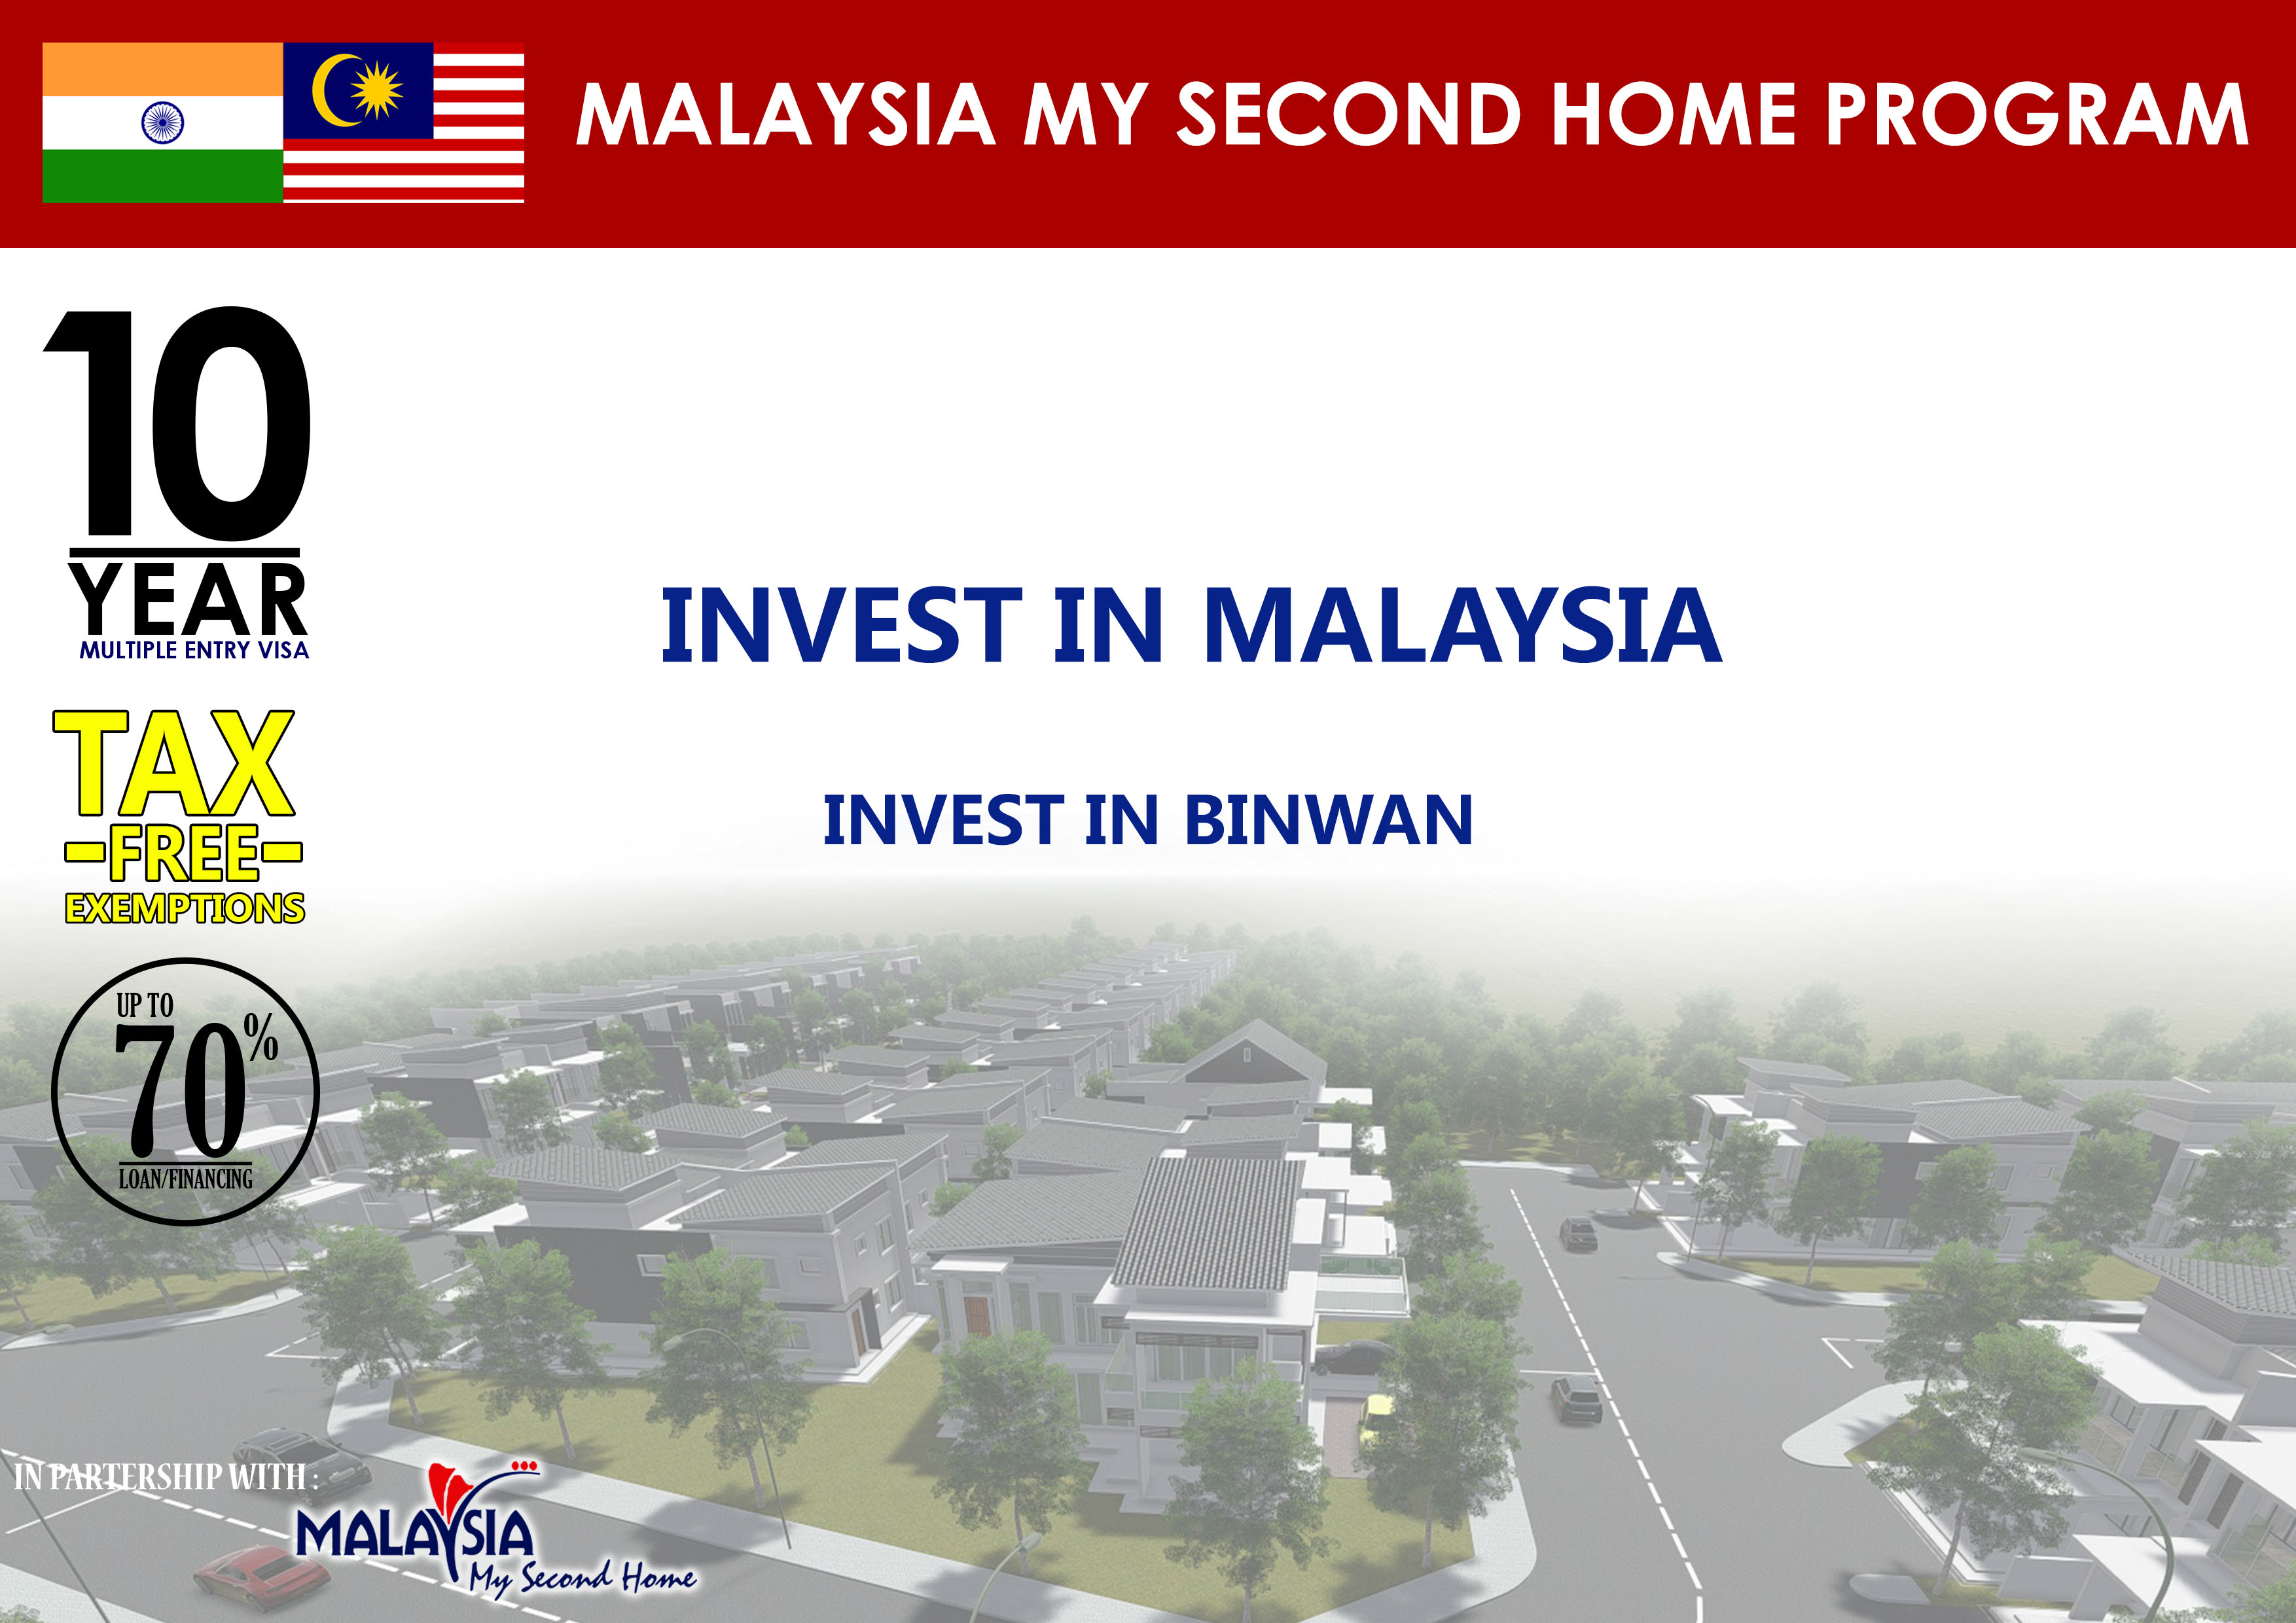 MALAYSIA MY SECOND HOME PROGRAM
10
YEAR
MULTIPLE ENTRY VISA
TAX
-FREE-
EXEMPTIONS
UP TO
70%
LOAN/FINANCING
INVEST IN MALAYSIA
INVEST IN BINWAN
IN PARTERSHIP WITH :
MALAYSIA
My Second Home